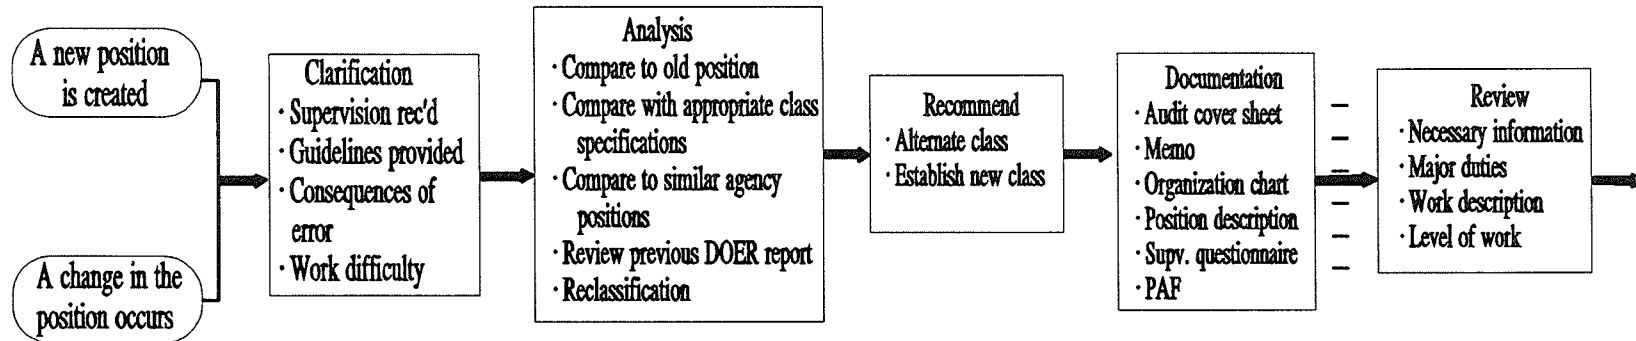 A new position
is created
A change in the
position occurs
Clarification
· Supervision rec'd
· Guidelines provided
· Consequences of
error
· Work difficulty
Analysis
· Compare to old position
· Compare with appropriate class
specifications
· Compare to similar agency
positions
· Review previous DOER report
· Reclassification
Recommend
· Alternate class
· Establish new class
Documentation
· Audit cover sheet
· Memo
· Organization chart
· Position description
· Supv. questionnaire
· PAF
Review
· Necessary information
· Major duties
· Work description
· Level of work